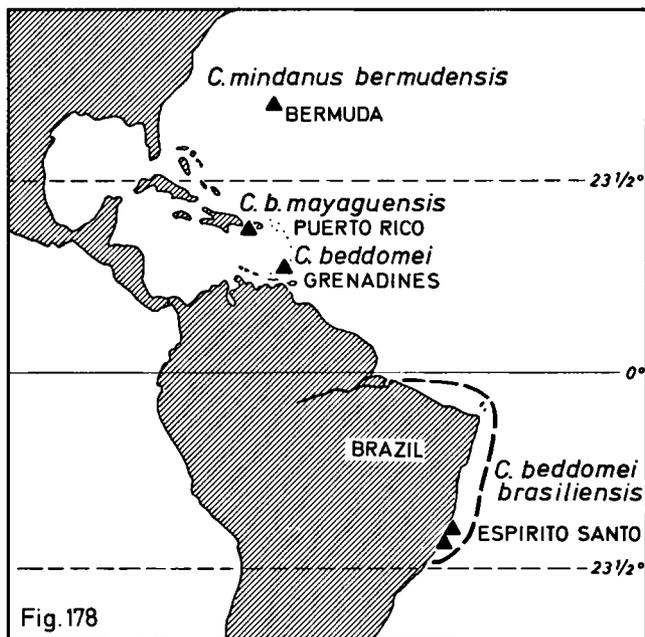 C. mindanus bermudensis
BERMUDA
23 1/2°
C. b. mayaguensis
PUERTO RICO
C. beddomei
GRENADINES
0°
BRAZIL
C. beddomei
brasiliensis
ESPIRITO SANTO
23 1/2°
Fig. 178